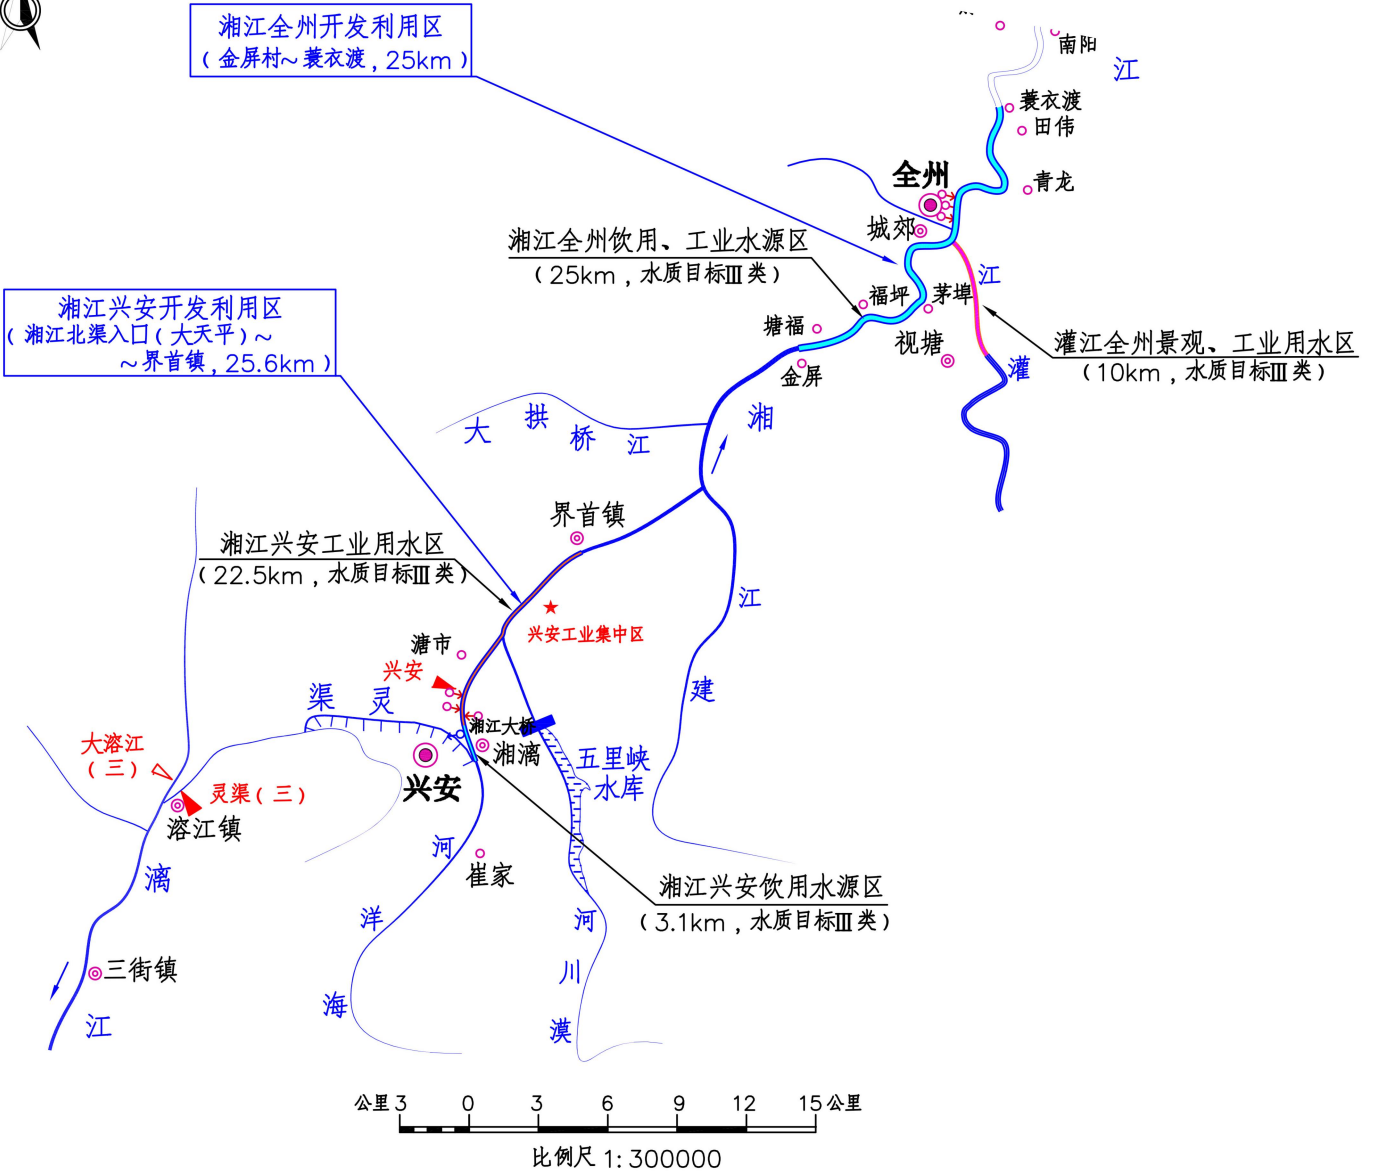 湘江全州开发利用区
(金屏村~蓑衣渡,25km)
南阳
江
蓑衣渡
田伟
青龙
全州
城郊
湘江全州饮用、工业水源区
(25km,水质目标Ⅲ类)
江
湘江兴安开发利用区
(湘江北渠入口(大天平)~
~界首镇,25.6km)
福坪
茅埠
塘福
视塘
金屏
灌江全州景观、工业用水区
(10km,水质目标Ⅲ类)
灌
湘
大拱桥江
界首镇
湘江兴安工业用水区
(22.5km,水质目标Ⅲ类)
江
兴安工业集中区
溏市
兴安
建
渠灵
湘江大桥
湘漓
五里峡
水库
大溶江
(三)
兴安
灵渠(三)
溶江镇
河
崔家
漓
湘江兴安饮用水源区
(3.1km,水质目标Ⅲ类)
洋
河
三街镇
川
海
江
漠
公里 3 0 3 6 9 12 15 公里
比例尺 1:300000